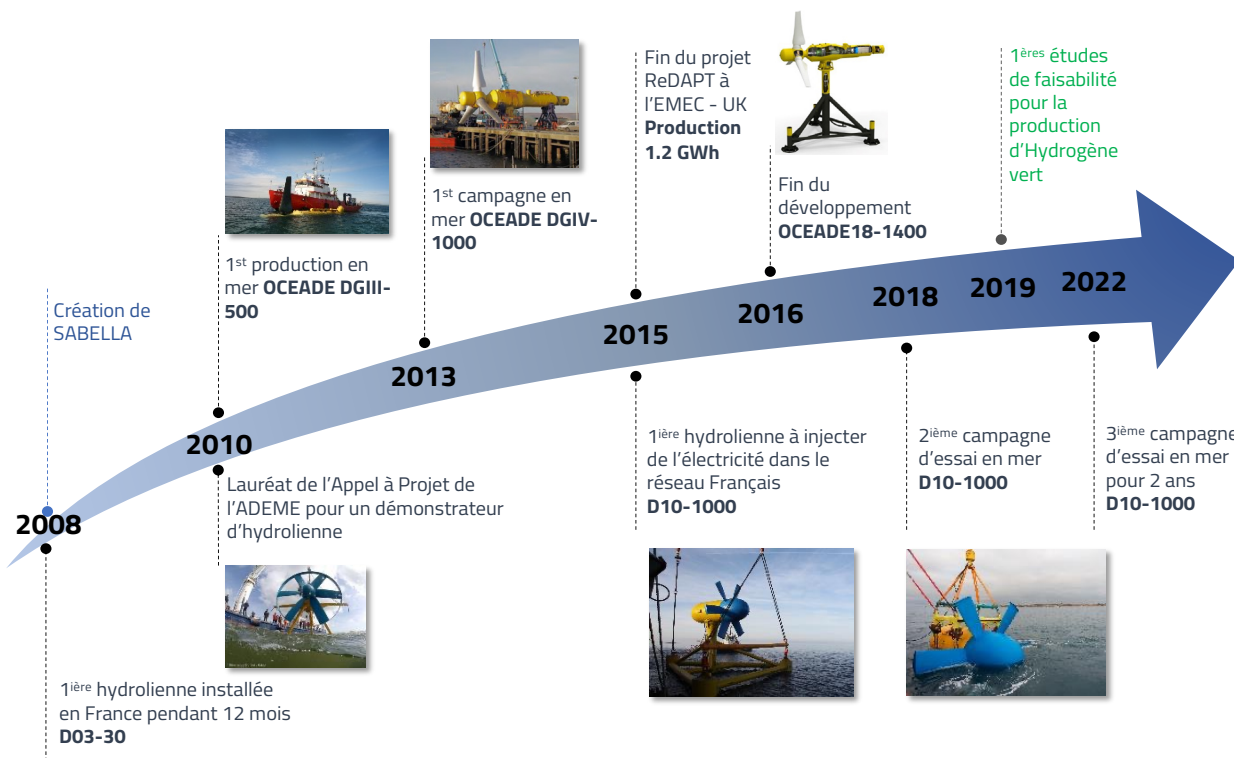 Création de
SABELLA
2008
1ière hydrolienne installée
en France pendant 12 mois
D03-30
1st production en
mer OCEADE DGIII-
500
2010
Lauréat de l'Appel à Projet de
l'ADEME pour un démonstrateur
d'hydrolienne
1st campagne en
mer OCEADE DGIV-
1000
2013
Fin du projet
ReDAPT à
l'EMEC - UK
Production
1.2 GWh
2015
1ière hydrolienne à injecter
de l'électricité dans le
réseau Français
D10-1000
Fin du
développement
OCEADE18-1400
2016
2018
2ième campagne
d'essai en mer
D10-1000
1ères études
de faisabilité
pour la
production
d'Hydrogène
vert
2019
2022
3ième campagne
d'essai en mer
pour 2 ans
D10-1000